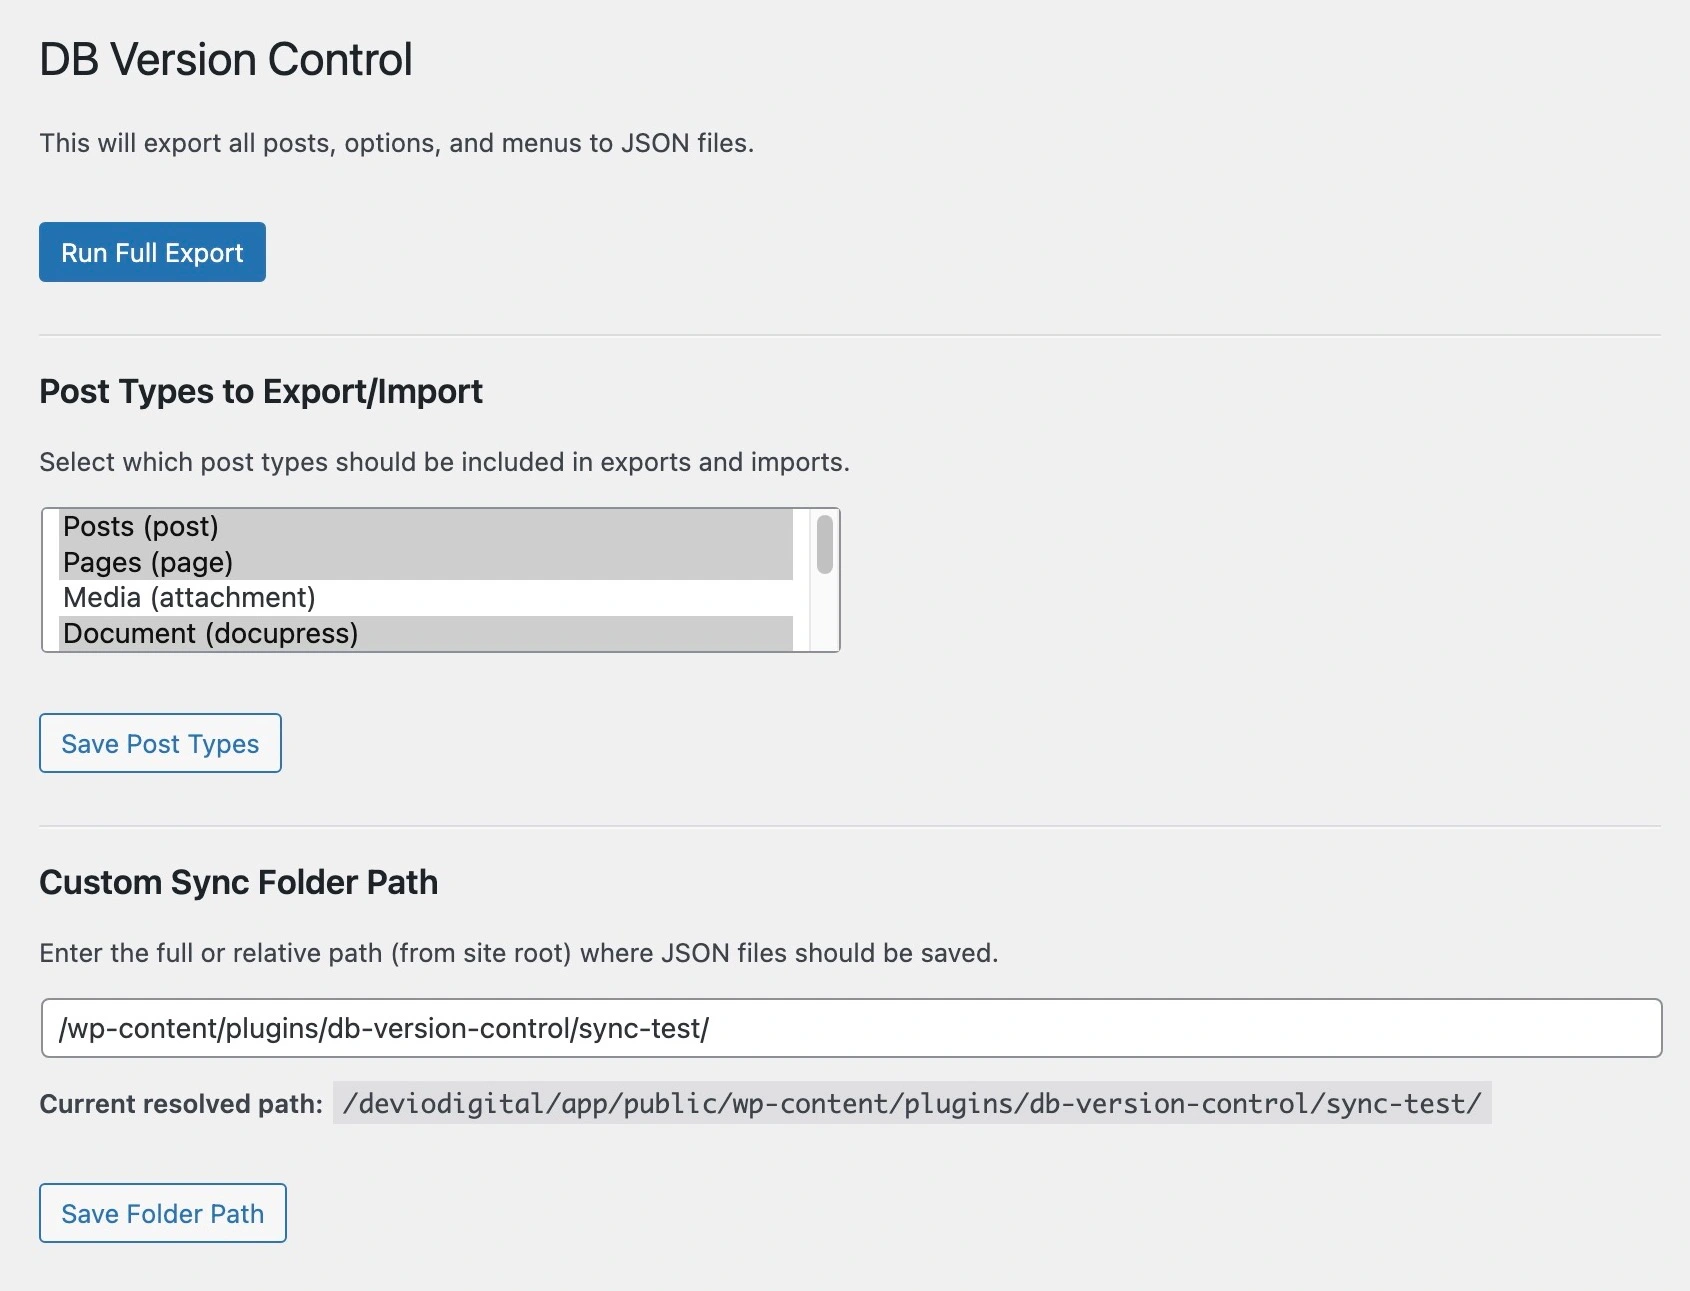 DB Version Control
This will export all posts, options, and menus to JSON files.
Run Full Export
Post Types to Export/Import
Select which post types should be included in exports and imports.
Posts (post)
Pages (page)
Media (attachment)
Document (docupress)
Save Post Types
Custom Sync Folder Path
Enter the full or relative path (from site root) where JSON files should be saved.
/wp-content/plugins/db-version-control/sync-test/
Current resolved path: /deviodigital/app/public/wp-content/plugins/db-version-control/sync-test/
Save Folder Path